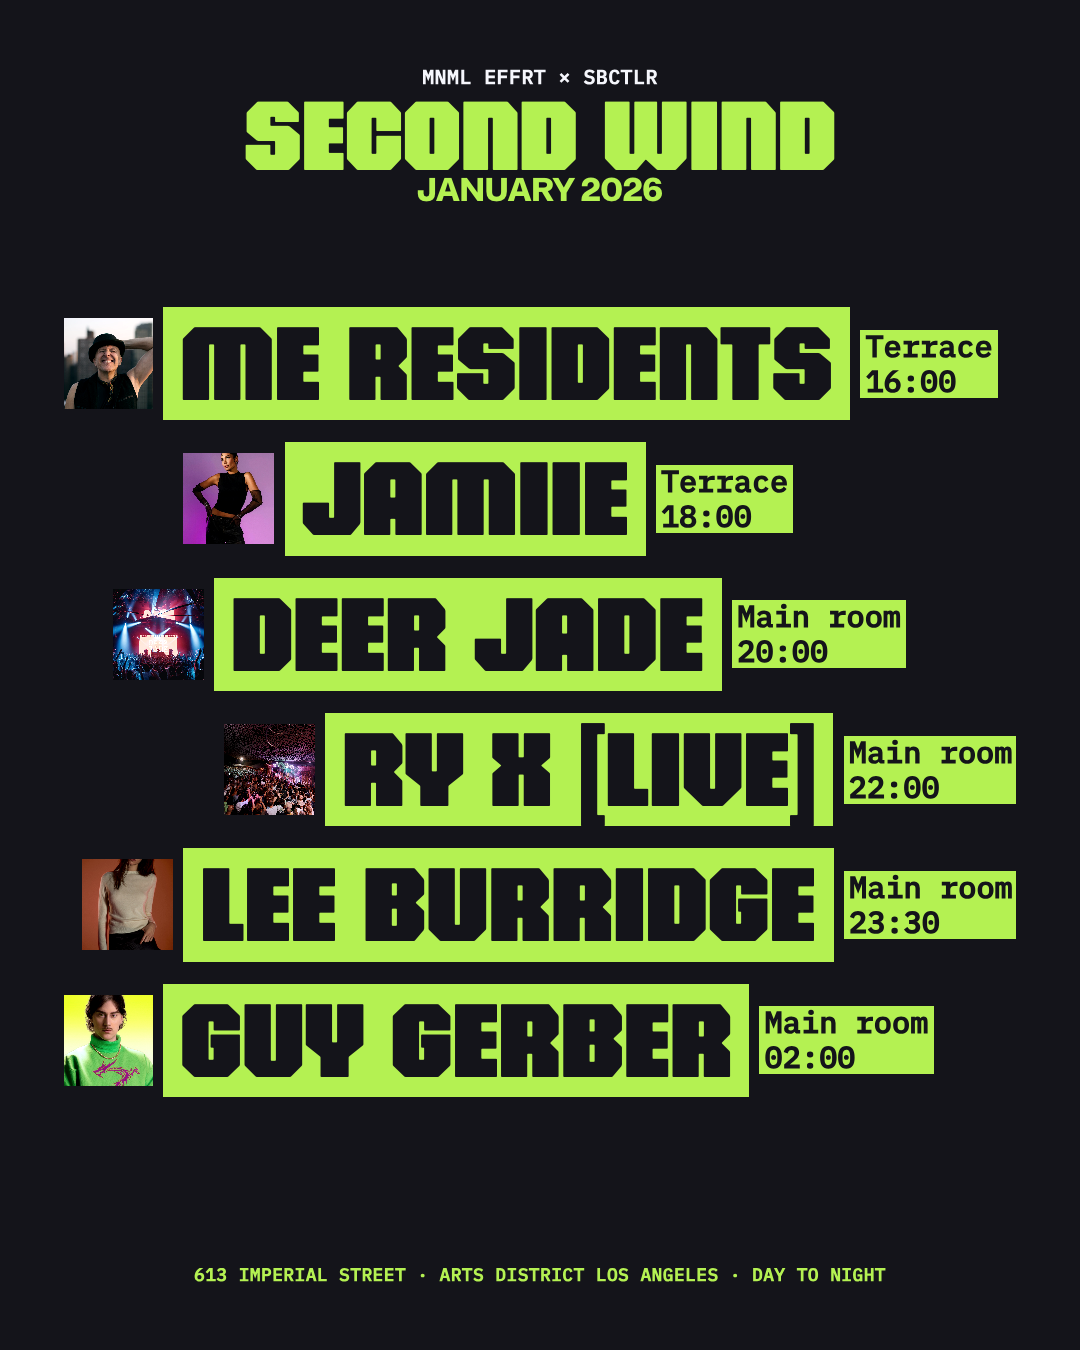 MNML EFFRT × SBCTLR
SECOND WIND
JANUARY 2026
ME RESIDENTS
Terrace
16:00
JAMIIE
Terrace
18:00
DEER JADE
Main room
20:00
RY X [LIVE]
Main room
22:00
LEE BURRIDGE
Main room
23:30
GUY GERBER
Main room
02:00
613 IMPERIAL STREET · ARTS DISTRICT LOS ANGELES · DAY TO NIGHT